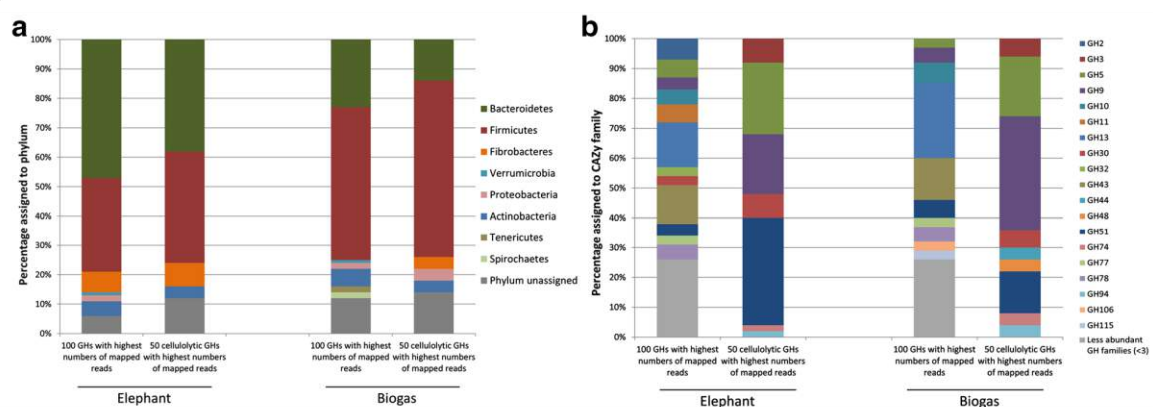 a
Percentage assigned to phylum
100%
90%
80%
70%
60%
50%
40%
30%
20%
10%
0%
100 GHs with highest
numbers of mapped
reads
50 cellulolytic GHs
with highest numbers
of mapped reads
Elephant
100 GHs with highest
numbers of mapped
reads
50 cellulolytic GHs
with highest numbers
of mapped reads
Biogas
Bacteroidetes
Firmicutes
Fibrobacteres
Verrumicrobia
Proteobacteria
Actinobacteria
Tenericutes
Spirochaetes
Phylum unassigned
b
Percentage assigned to CAZy family
100%
90%
80%
70%
60%
50%
40%
30%
20%
10%
0%
100 GHs with highest
numbers of mapped
reads
50 cellulolytic GHs
with highest numbers
of mapped reads
Elephant
100 GHs with highest
numbers of mapped
reads
50 cellulolytic GHs
with highest numbers
of mapped reads
Biogas
GH2
GH3
GH5
GH9
GH10
GH11
GH13
GH30
GH32
GH43
GH44
GH48
GH51
GH74
GH77
GH78
GH94
GH106
GH115
Less abundant
GH families (<3)